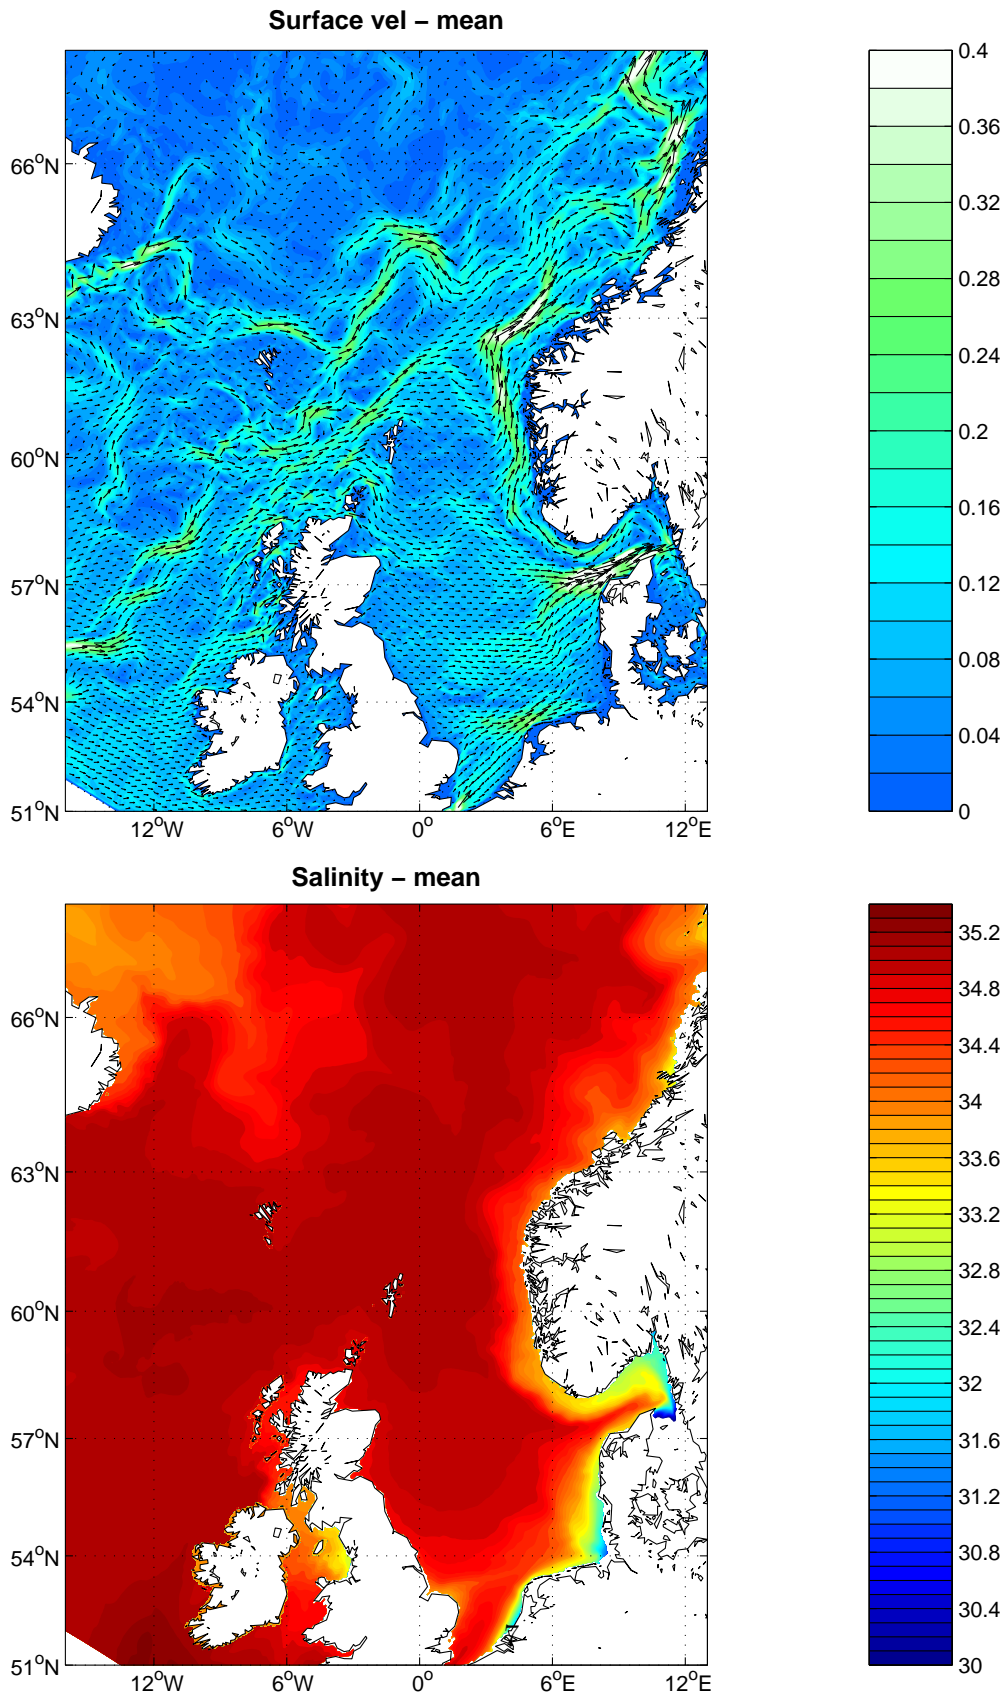 Surface vel – mean
66°N
63°N
60°N
57°N
54°N
51°N
12°W 6°W 0° 6°E 12°E
0.4
0.36
0.32
0.28
0.24
0.2
0.16
0.12
0.08
0.04
0
Salinity – mean
66°N
63°N
60°N
57°N
54°N
51°N
12°W 6°W 0° 6°E 12°E
35.2
34.8
34.4
34
33.6
33.2
32.8
32.4
32
31.6
31.2
30.8
30.4
30